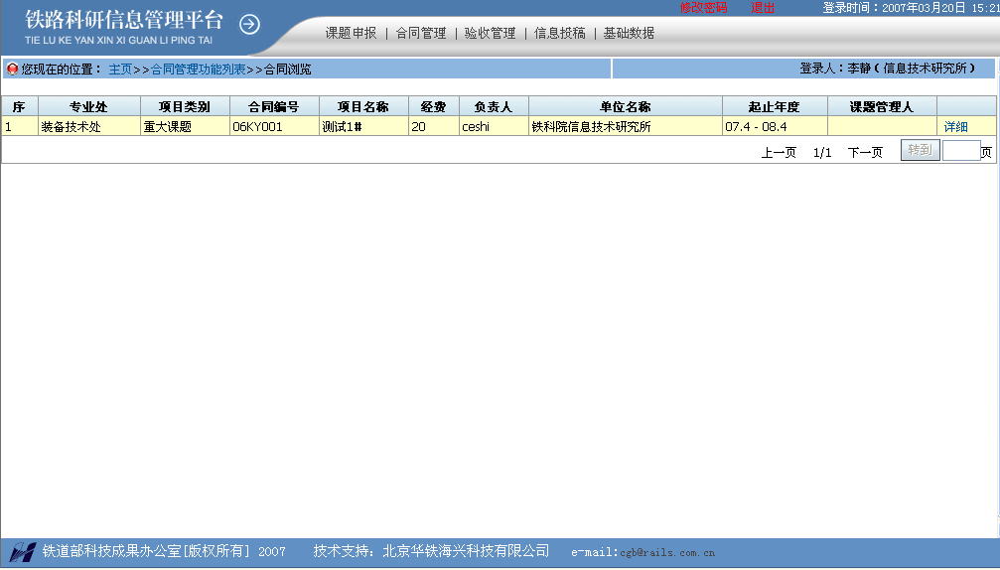 修改密码 退出 登录时间：2007年03月20日 15:21
铁路科研信息管理平台
TIE LU KE YAN XIN XI GUAN LI PING TAI
课题申报 | 合同管理 | 验收管理 | 信息投稿 | 基础数据
您现在的位置： 主页>>合同管理功能列表>>合同浏览 登录人：李静（信息技术研究所）
序 专业处 项目类别 合同编号 项目名称 经费 负责人 单位名称 起止年度 课题管理人
1 装备技术处 重大课题 06KY001 测试1# 20 ceshi 铁科院信息技术研究所 07.4 - 08.4 详细
上一页 1/1 下一页 转到 页
铁道部科技成果办公室[版权所有] 2007 技术支持：北京华铁海兴科技有限公司 e-mail:cgb@rails.com.cn